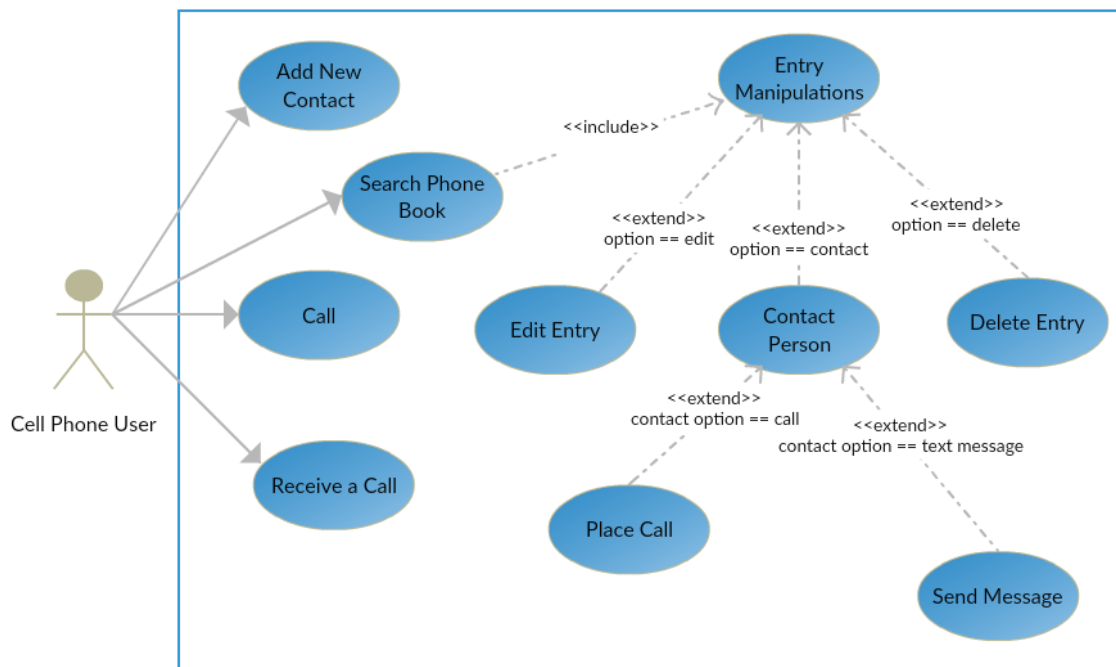 Add New
Contact
Entry
Manipulations
<<include>>
Search Phone
Book
<<extend>>
option == edit
<<extend>>
option == contact
<<extend>>
option == delete
Call
Edit Entry
Contact
Person
Delete Entry
Cell Phone User
<<extend>>
contact option == call
<<extend>>
contact option == text message
Receive a Call
Place Call
Send Message